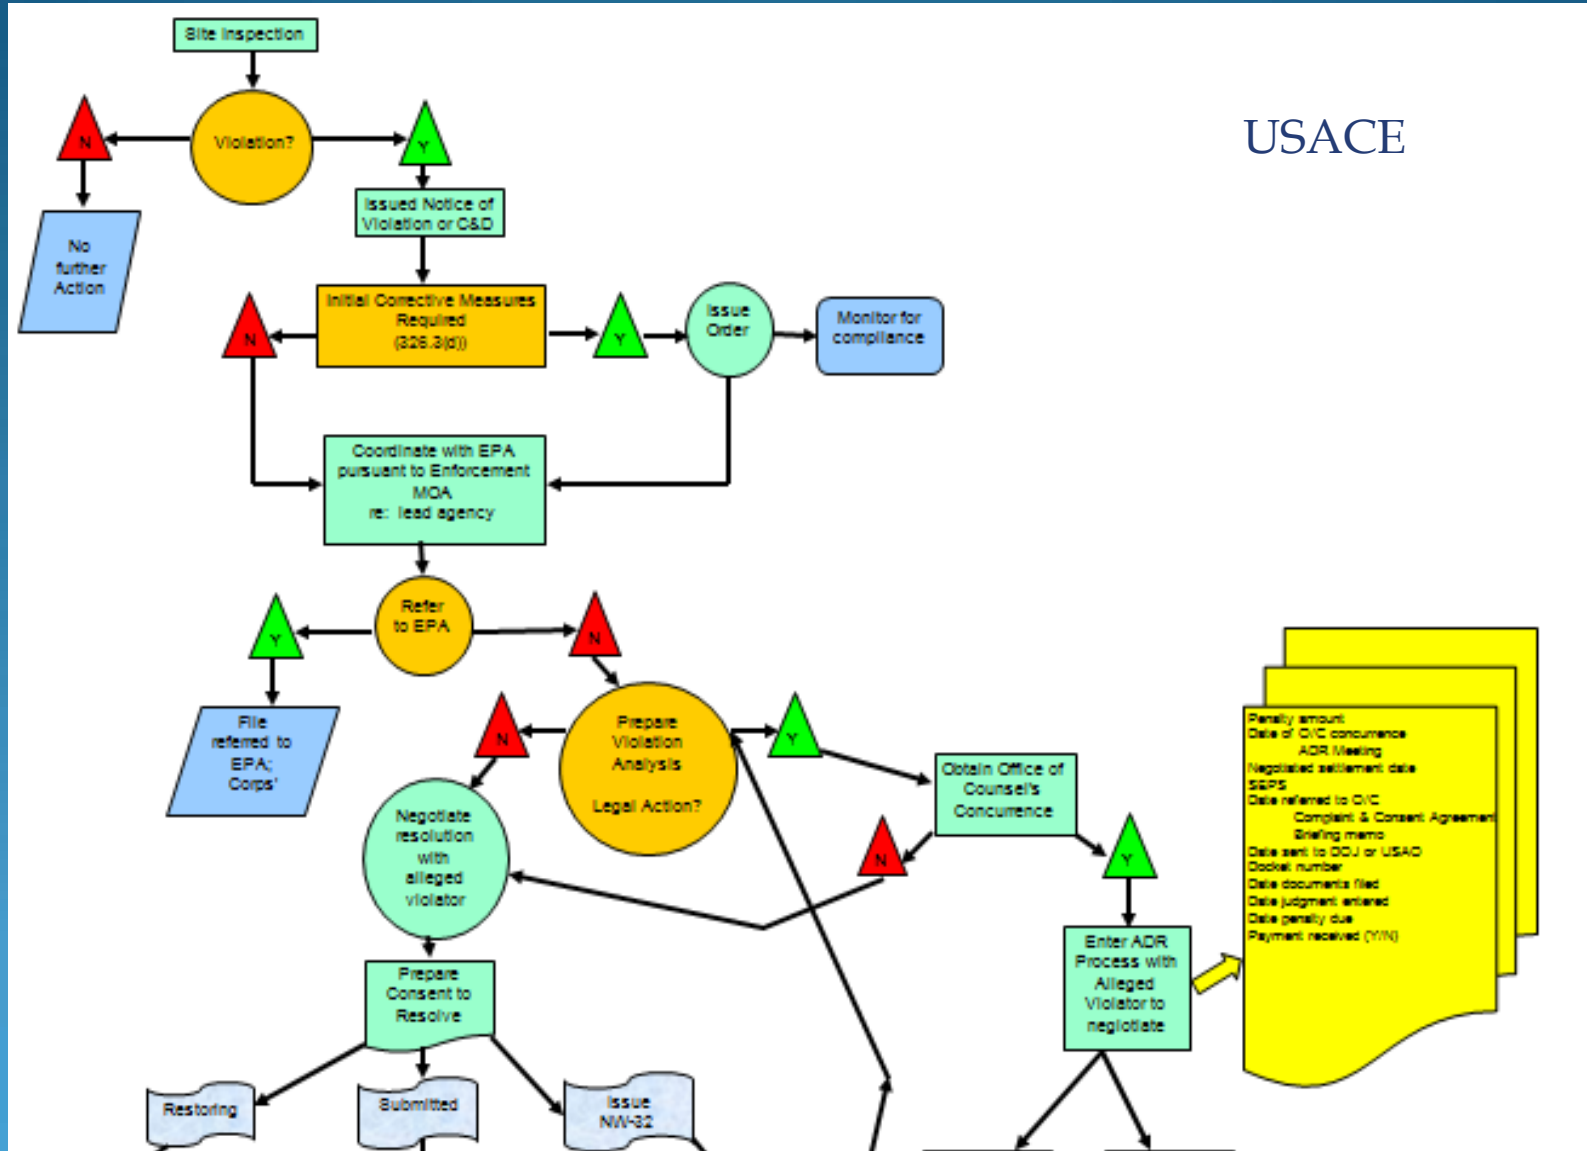 Site Inspection
USACE
N
Violation?
Y
Issued Notice of
Violation or C&D
No
further
Action
Initial Corrective Measures
Required
(326.3(d))
N
Y
Issue
Order
Monitor for
compliance
Coordinate with EPA
pursuant to Enforcement
MOA
re: lead agency
Refer
to EPA
Y
N
File
referred to
EPA;
Corps'
N
Prepare
Violation
Analysis
Legal Action?
Y
Obtain Office of
Counsel's
Concurrence
Negotiate
resolution
with
alleged
violator
N
Y
Penalty amount
Date of O/C concurrence
ADR Meeting
Negotiated settlement date
SEPS
Date referred to O/C
Complaint & Consent Agreement
Briefing memo
Date sent to DOJ or USAO
Docket number
Date documents filed
Date judgment entered
Date penalty due
Payment received (Y/N)
Enter ADR
Process with
Alleged
Violator to
negiotiate
Prepare
Consent to
Resolve
Restoring
Submitted
Issue
NW-32